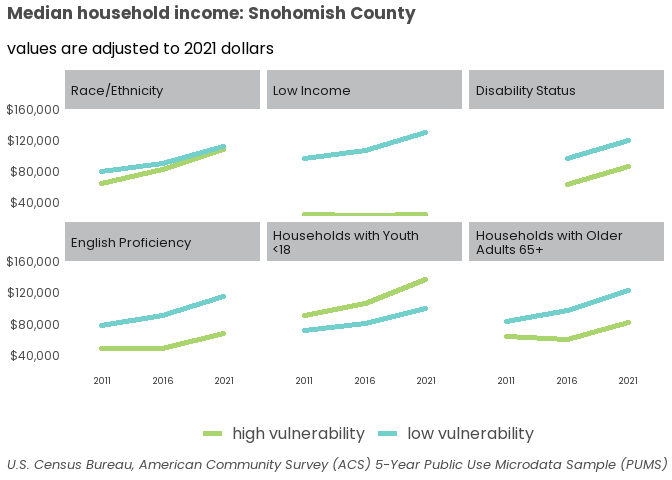 Median household income: Snohomish County
values are adjusted to 2021 dollars
Race/Ethnicity
Low Income
Disability Status
$160,000
$120,000
$80,000
$40,000
English Proficiency
Households with Youth
<18
Households with Older
Adults 65+
$160,000
$120,000
$80,000
$40,000
2011 2016 2021
2011 2016 2021
2011 2016 2021
high vulnerability
low vulnerability
U.S. Census Bureau, American Community Survey (ACS) 5-Year Public Use Microdata Sample (PUMS)